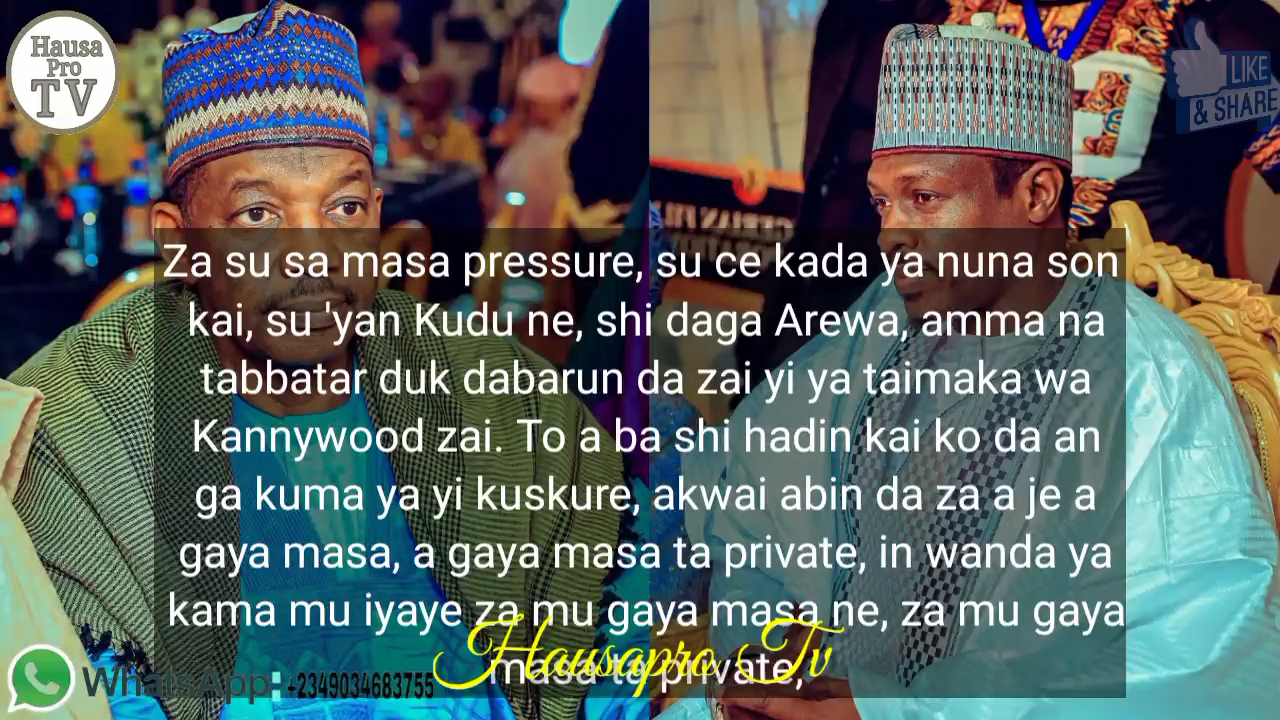 Hausa
Pro
TV
LIKE
& SHARE
Za su sa masa pressure, su ce kada ya nuna son
kai, su 'yan Kudu ne, shi daga Arewa, amma na
tabbatar duk dabarun da zai yi ya taimaka wa
Kannywood zai. To a ba shi hadin kai ko da an
ga kuma ya yi kuskure, akwai abin da za a je a
gaya masa, a gaya masa ta private, in wanda ya
kama mu iyaye za mu gaya masa ne, za mu gaya
masa ta private,
Hausapro Tv
WhatsApp: +2349034683755